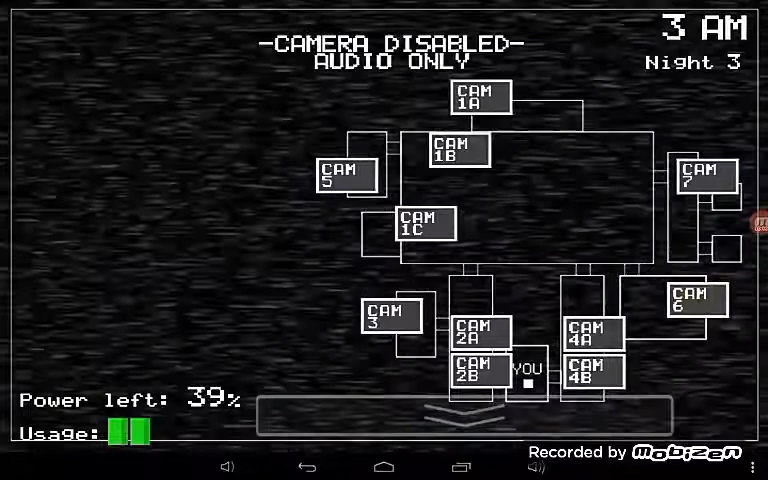 3 AM
-CAMERA DISABLED-
AUDIO ONLY
Night 3
CAM
1A
CAM
1B
CAM
5
CAM
7
CAM
1C
CAM
6
CAM
3
CAM
2A
CAM
4A
CAM
2B
YOU
CAM
4B
Power left: 39%
Usage:
Recorded by mobizen